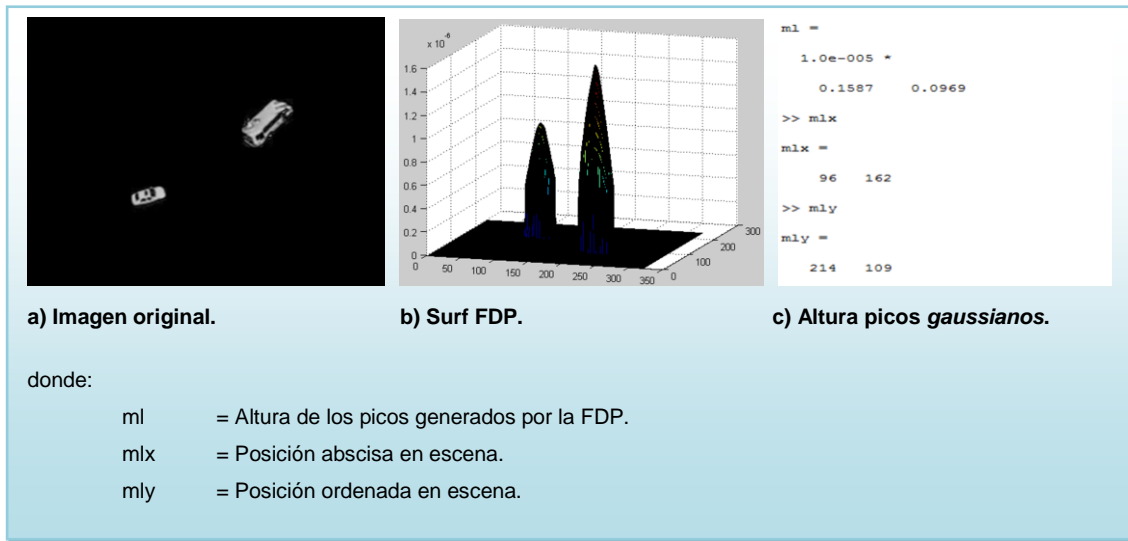 x 10⁻⁶
1.6
1.4
1.2
1
0.8
0.6
0.4
0.2
0
0
50
100
150
200
250
300
350
0
100
200
300
ml =
1.0e-005 *
0.1587 0.0969
>> mlx
mlx =
96 162
>> mly
mly =
214 109
a) Imagen original.
b) Surf FDP.
c) Altura picos gaussianos.
donde:
ml = Altura de los picos generados por la FDP.
mlx = Posición abscisa en escena.
mly = Posición ordenada en escena.